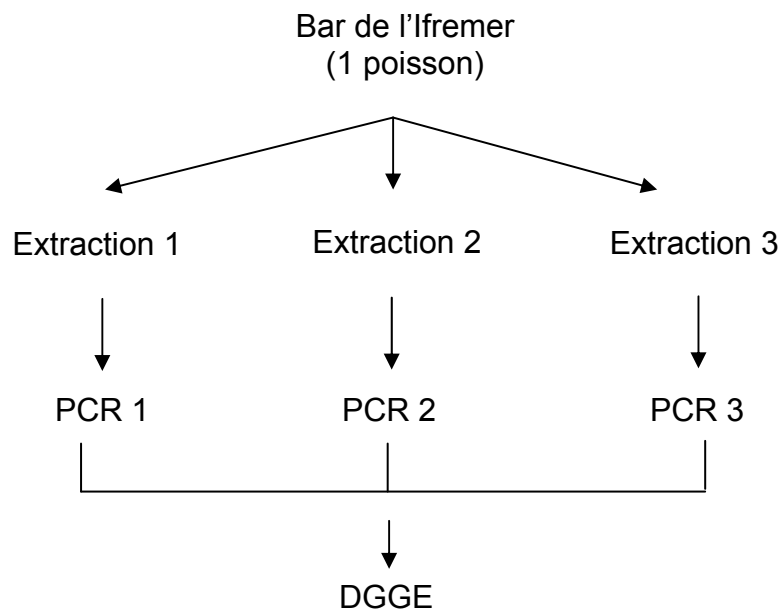 Bar de l’Ifremer
(1 poisson)
Extraction 1 Extraction 2 Extraction 3
PCR 1 PCR 2 PCR 3
DGGE